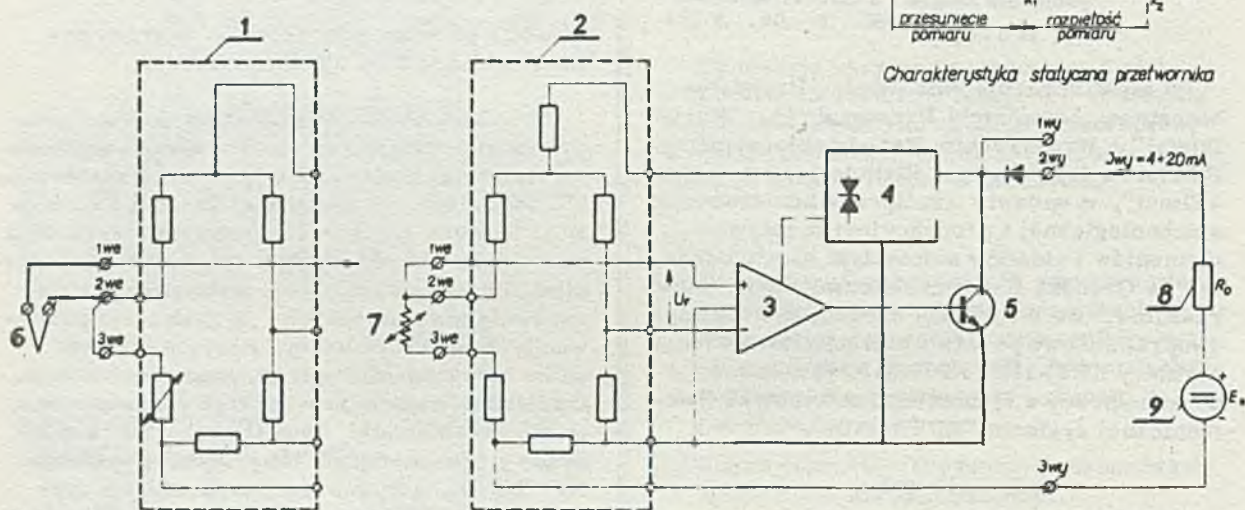 x₂
przesunięcie pomiaru
rozpiętość pomiaru
Charakterystyka statyczna przetwornika
1
2
1wy
2wy
Jwy = 4÷20mA
4
1we
2we
3we
6
1we
2we
3we
7
Uᵣ
+
−
3
5
8
R₀
9
+
−
3wy